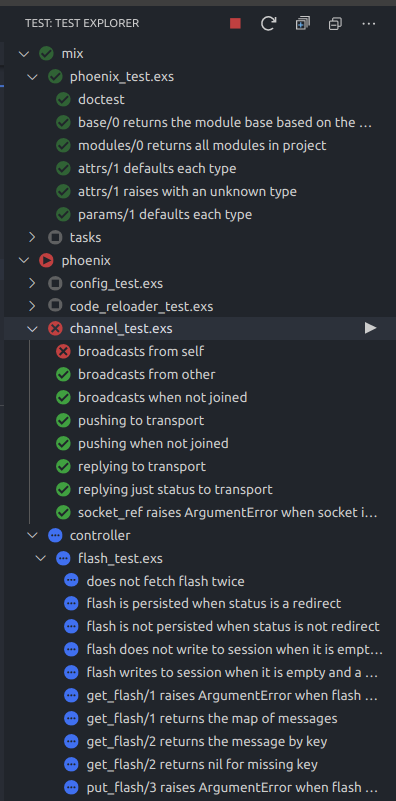 TEST: TEST EXPLORER
mix
phoenix_test.exs
doctest
base/0 returns the module base based on the ...
modules/0 returns all modules in project
attrs/1 defaults each type
attrs/1 raises with an unknown type
params/1 defaults each type
tasks
phoenix
config_test.exs
code_reloader_test.exs
channel_test.exs
broadcasts from self
broadcasts from other
broadcasts when not joined
pushing to transport
pushing when not joined
replying to transport
replying just status to transport
socket_ref raises ArgumentError when socket i...
controller
flash_test.exs
does not fetch flash twice
flash is persisted when status is a redirect
flash is not persisted when status is not redirect
flash does not write to session when it is empt...
flash writes to session when it is empty and a ...
get_flash/1 raises ArgumentError when flash ...
get_flash/1 returns the map of messages
get_flash/2 returns the message by key
get_flash/2 returns nil for missing key
put_flash/3 raises ArgumentError when flash ...